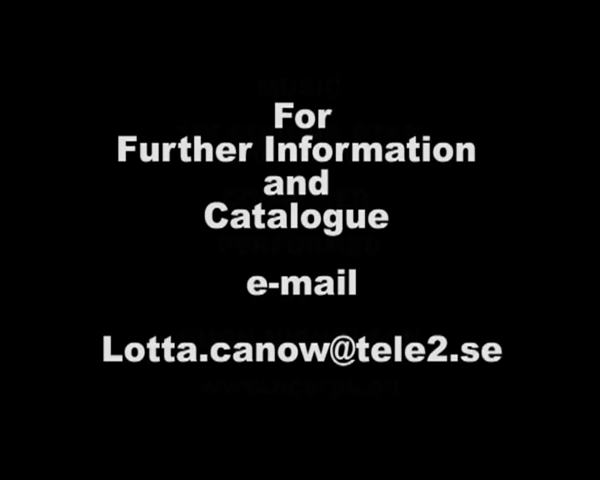 For
Further Information
and
Catalogue
e-mail
Lotta.canow@tele2.se